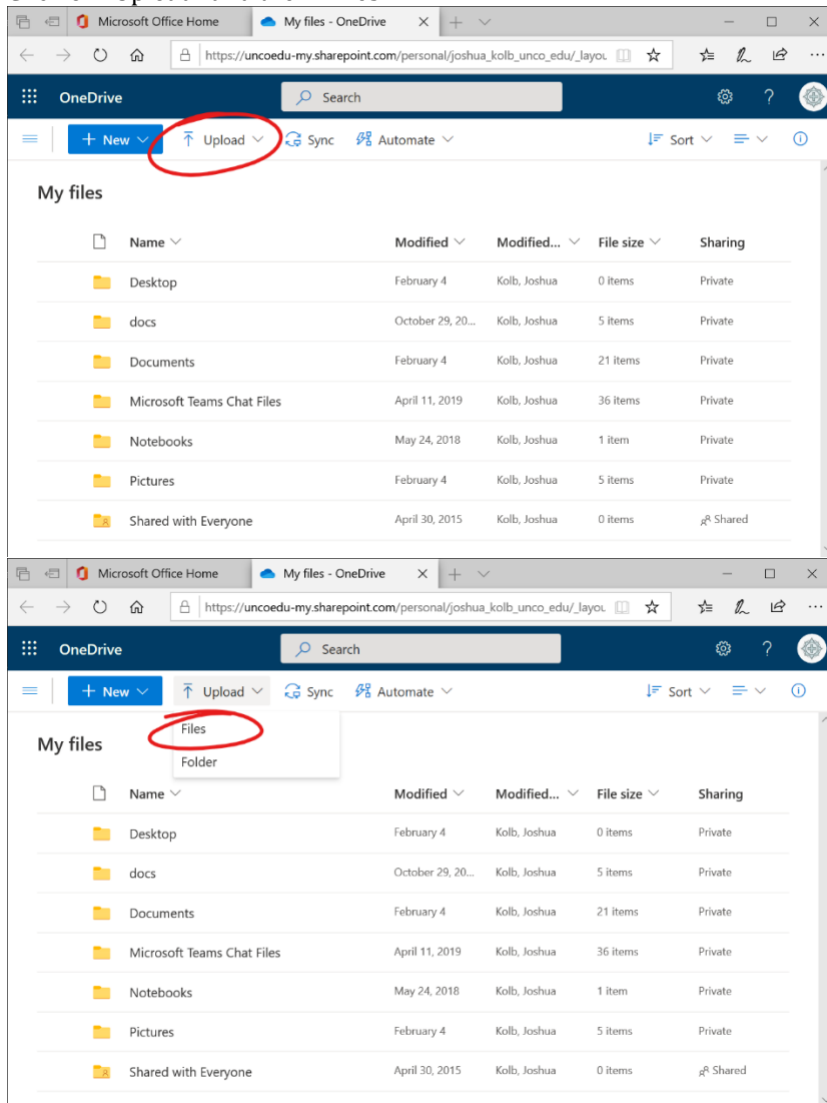 Microsoft Office Home My files - OneDrive
https://uncoedu-my.sharepoint.com/personal/joshua_kolb_unco_edu/_layou
OneDrive Search ?
+ New Upload Sync Automate Sort
My files
Name Modified Modified... File size Sharing
Desktop February 4 Kolb, Joshua 0 items Private
docs October 29, 20... Kolb, Joshua 5 items Private
Documents February 4 Kolb, Joshua 21 items Private
Microsoft Teams Chat Files April 11, 2019 Kolb, Joshua 36 items Private
Notebooks May 24, 2018 Kolb, Joshua 1 item Private
Pictures February 4 Kolb, Joshua 5 items Private
Shared with Everyone April 30, 2015 Kolb, Joshua 0 items Shared
Microsoft Office Home My files - OneDrive
https://uncoedu-my.sharepoint.com/personal/joshua_kolb_unco_edu/_layou
OneDrive Search ?
+ New Upload Sync Automate Sort
Files
My files
Folder
Name Modified Modified... File size Sharing
Desktop February 4 Kolb, Joshua 0 items Private
docs October 29, 20... Kolb, Joshua 5 items Private
Documents February 4 Kolb, Joshua 21 items Private
Microsoft Teams Chat Files April 11, 2019 Kolb, Joshua 36 items Private
Notebooks May 24, 2018 Kolb, Joshua 1 item Private
Pictures February 4 Kolb, Joshua 5 items Private
Shared with Everyone April 30, 2015 Kolb, Joshua 0 items Shared